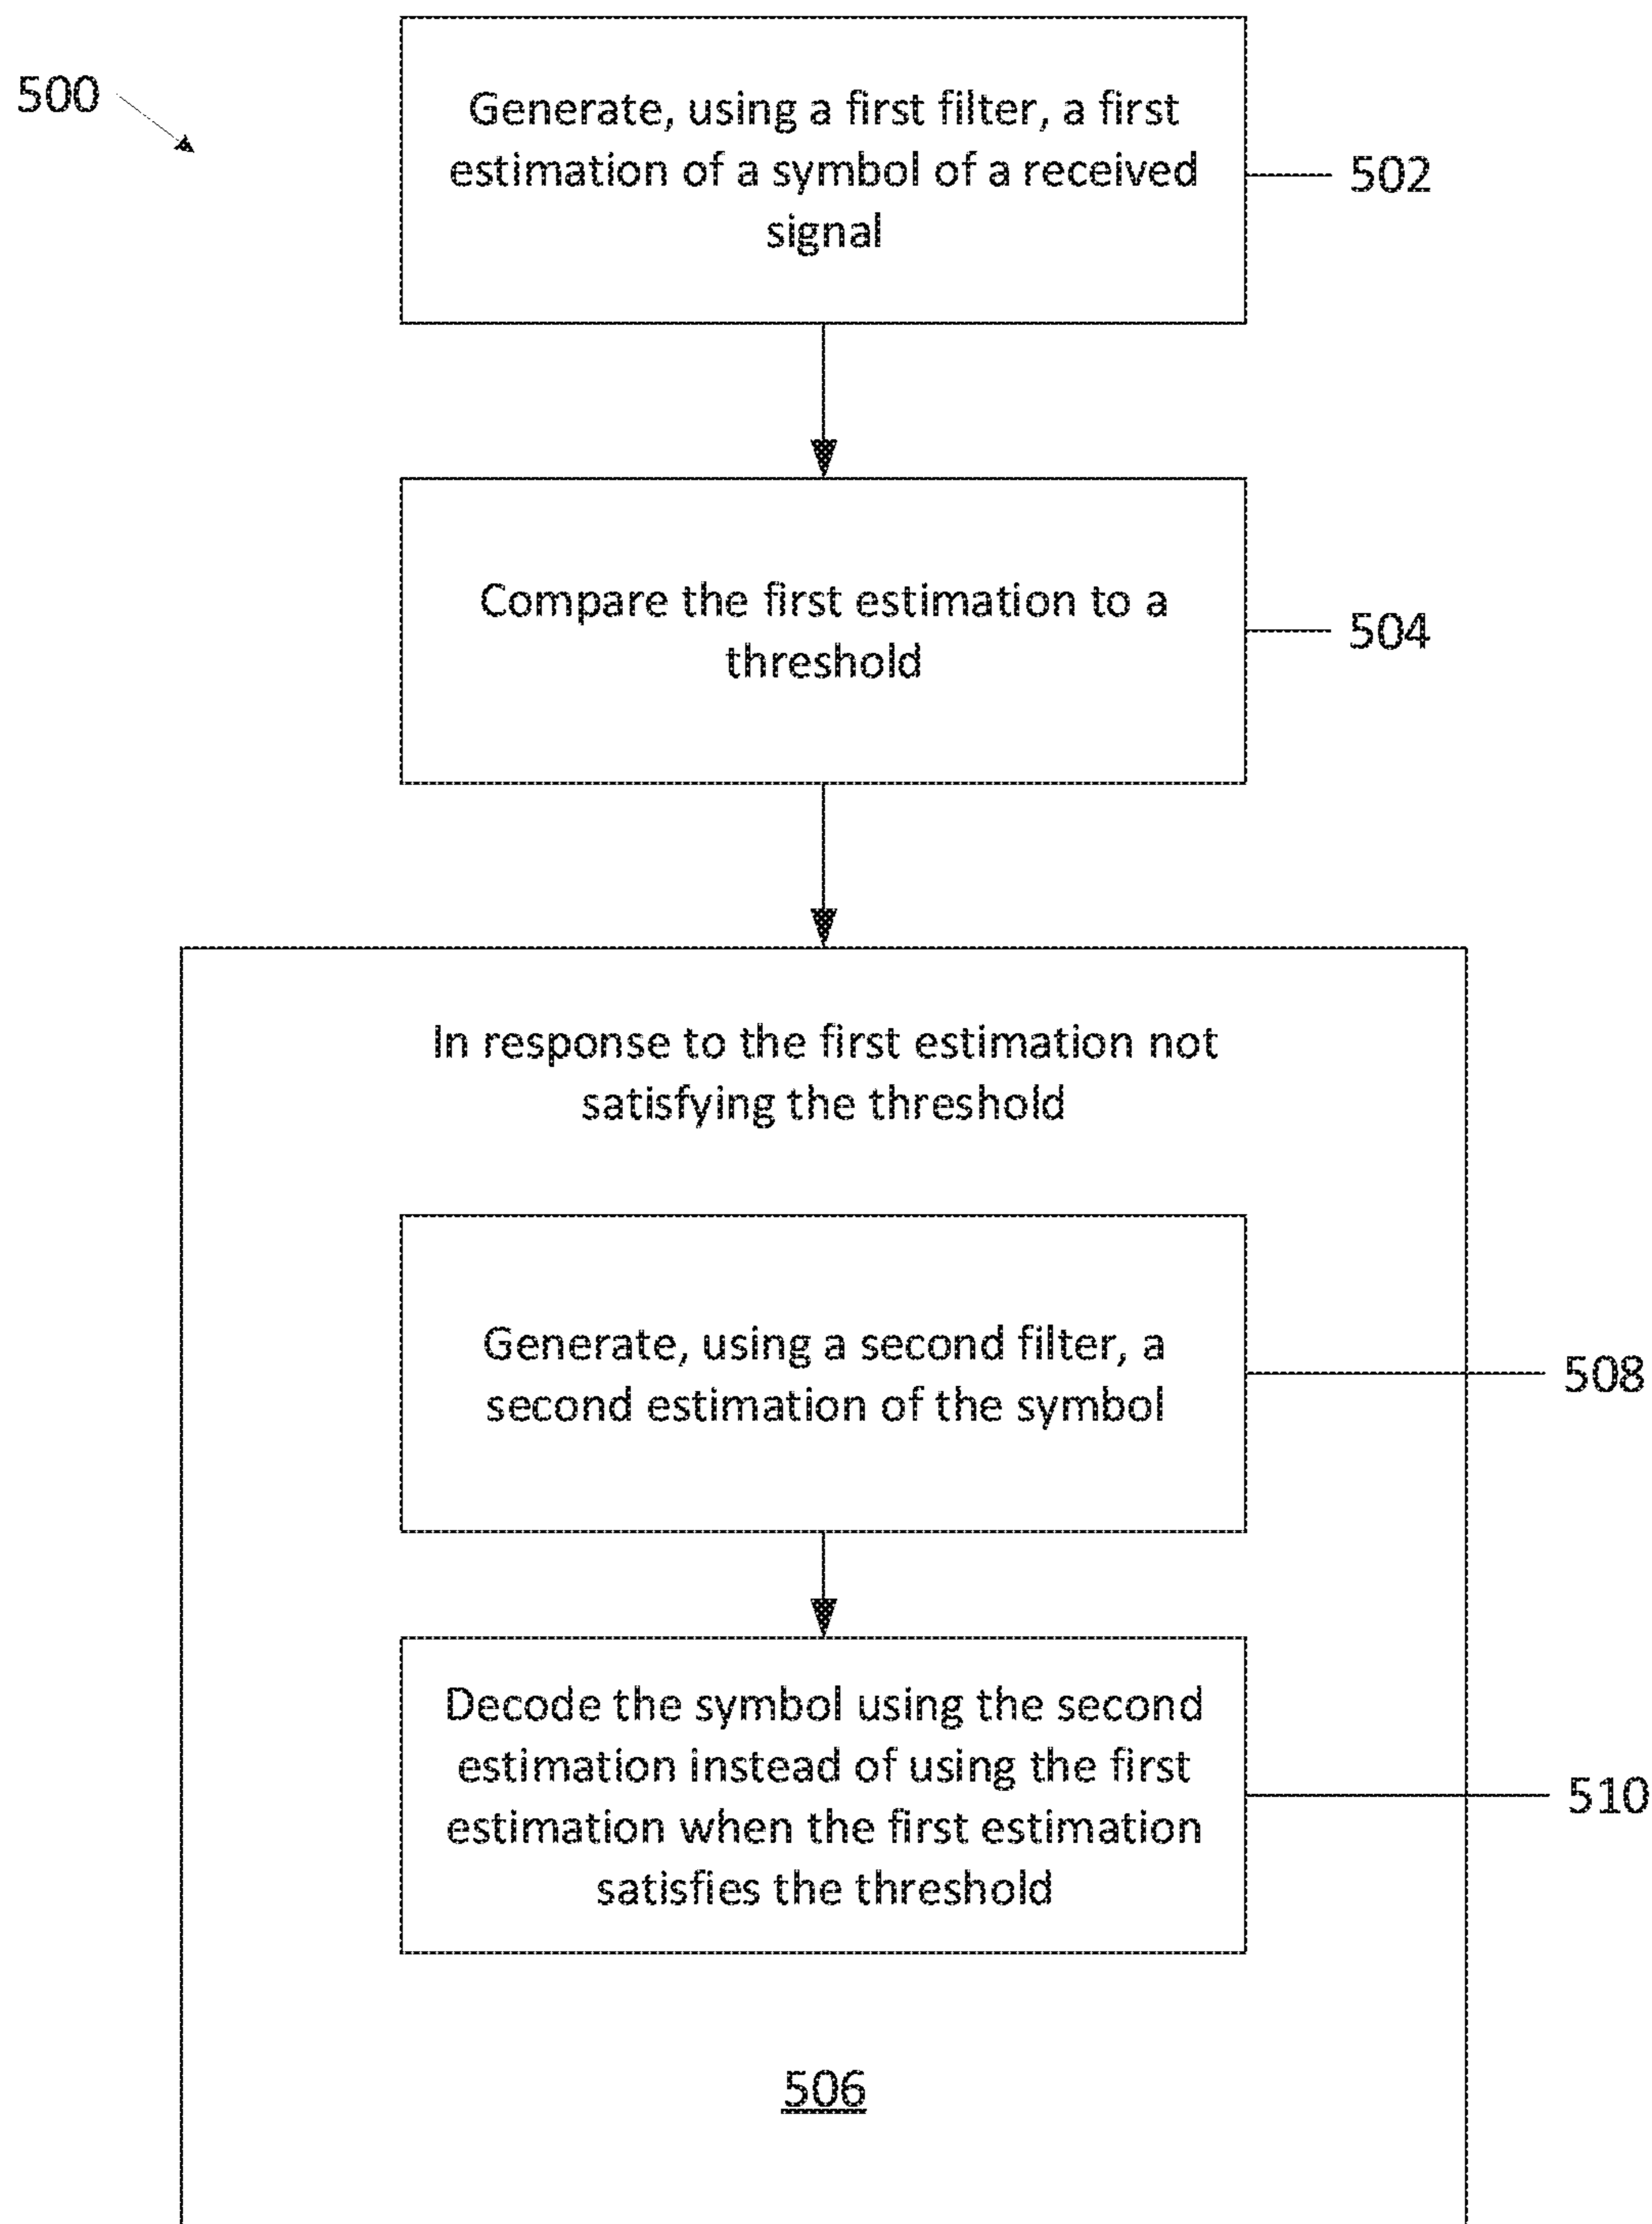 500
Generate, using a first filter, a first
estimation of a symbol of a received
signal
502
Compare the first estimation to a
threshold
504
In response to the first estimation not
satisfying the threshold
Generate, using a second filter, a
second estimation of the symbol
508
Decode the symbol using the second
estimation instead of using the first
estimation when the first estimation
satisfies the threshold
510
506